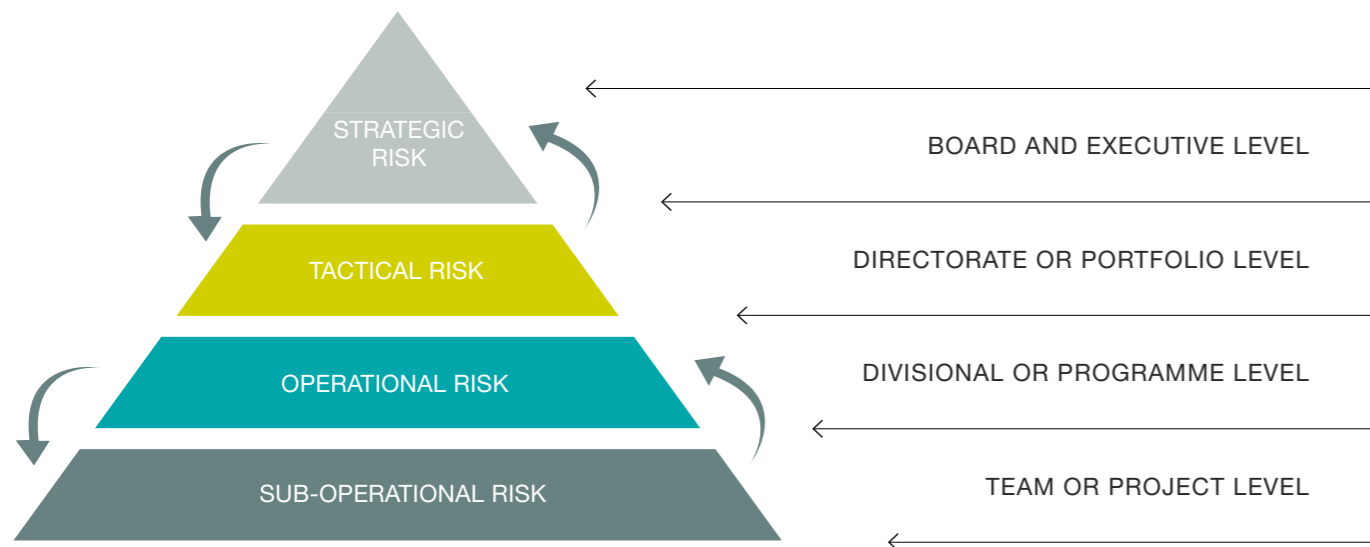 STRATEGIC
RISK
BOARD AND EXECUTIVE LEVEL
TACTICAL RISK
DIRECTORATE OR PORTFOLIO LEVEL
OPERATIONAL RISK
DIVISIONAL OR PROGRAMME LEVEL
SUB-OPERATIONAL RISK
TEAM OR PROJECT LEVEL